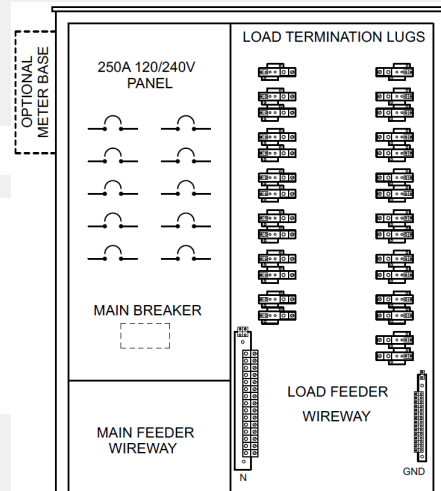 OPTIONAL
METER BASE
250A 120/240V
PANEL
MAIN BREAKER
MAIN FEEDER
WIREWAY
LOAD TERMINATION LUGS
LOAD FEEDER
WIREWAY
N
GND